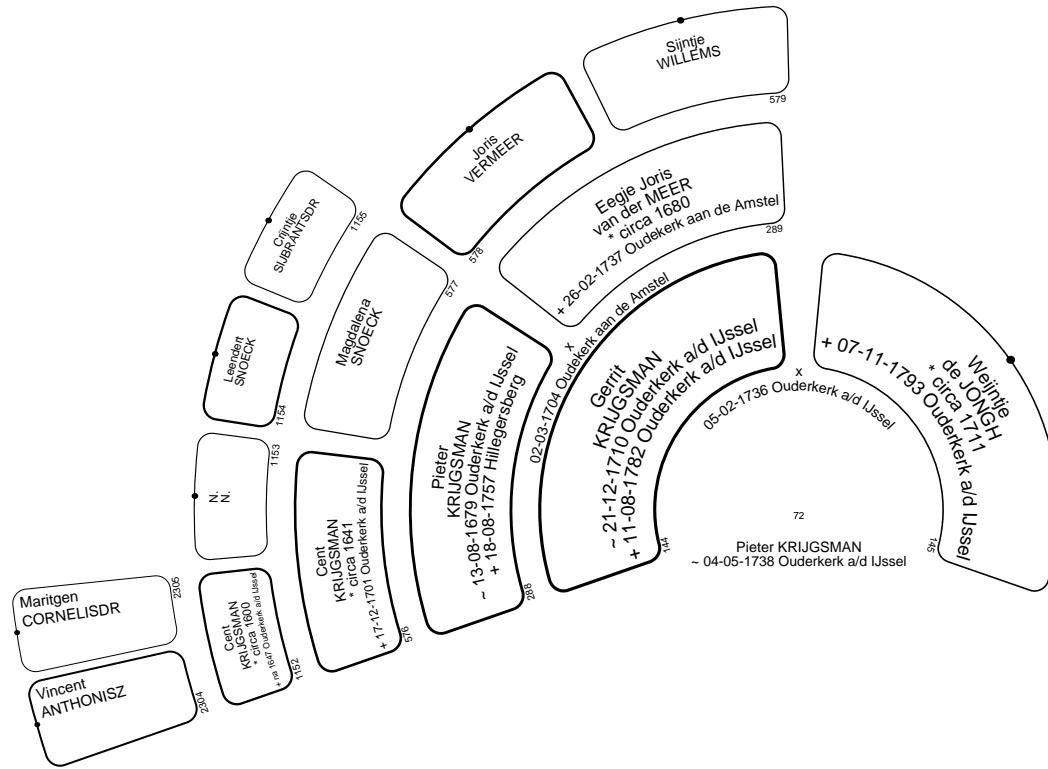 Sijntje
WILLEMS
579
Joris
VERMEER
578
Crijntje
SIJBRANTSDR
1155
Leendert
SNOECK
1154
N.
N.
1153
Cent
KRIJGSMAN
* circa 1600
+ na 1647 Ouderkerk a/d IJssel
1152
Maritgen
CORNELISDR
2305
Vincent
ANTHONISZ
2304
Eegje Joris
van der MEER
* circa 1680
+ 26-02-1737 Oudekerk aan de Amstel
289
Magdalena
SNOECK
577
Cent
KRIJGSMAN
* circa 1641
+ 17-12-1701 Ouderkerk a/d IJssel
576
Pieter
KRIJGSMAN
~ 13-08-1679 Ouderkerk a/d IJssel
+ 18-08-1757 Hillegersberg
288
x
02-03-1704 Oudekerk aan de Amstel
Gerrit
KRIJGSMAN
~ 21-12-1710 Ouderkerk a/d IJssel
+ 11-08-1782 Ouderkerk a/d IJssel
144
x
05-02-1736 Ouderkerk a/d IJssel
Weijntje
de JONGH
* circa 1711
+ 07-11-1793 Ouderkerk a/d IJssel
145
72
Pieter KRIJGSMAN
~ 04-05-1738 Ouderkerk a/d IJssel